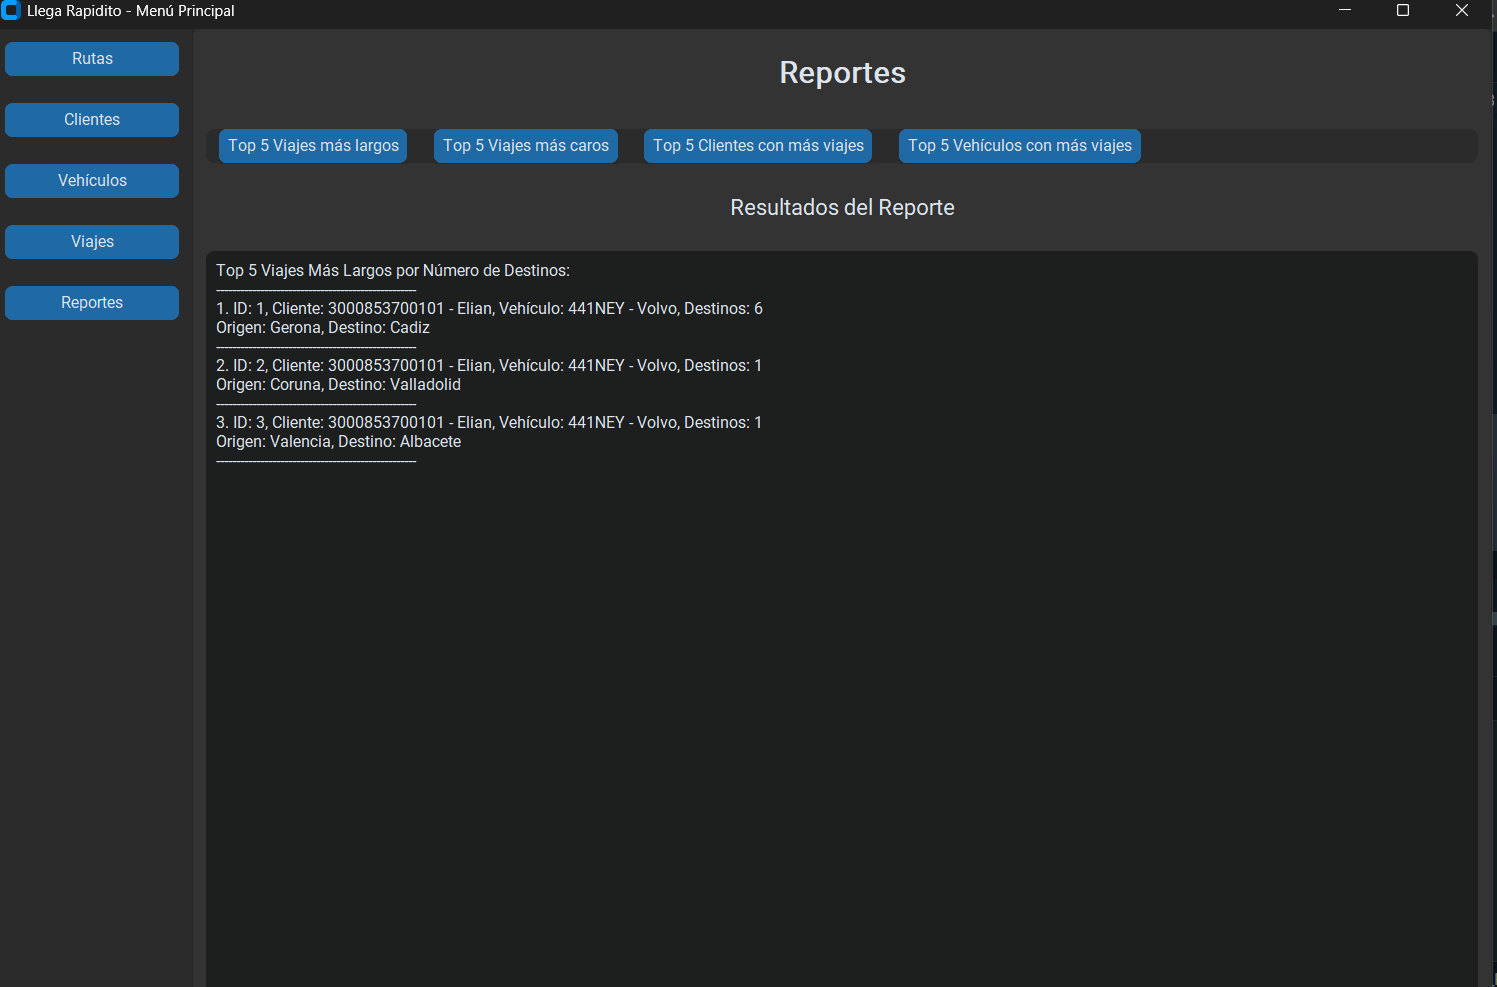 Llega Rapidito - Menú Principal
Rutas
Clientes
Vehículos
Viajes
Reportes
Reportes
Top 5 Viajes más largos
Top 5 Viajes más caros
Top 5 Clientes con más viajes
Top 5 Vehículos con más viajes
Resultados del Reporte
Top 5 Viajes Más Largos por Número de Destinos:
--------------------------------------------------
1. ID: 1, Cliente: 3000853700101 - Elian, Vehículo: 441NEY - Volvo, Destinos: 6
Origen: Gerona, Destino: Cadiz
--------------------------------------------------
2. ID: 2, Cliente: 3000853700101 - Elian, Vehículo: 441NEY - Volvo, Destinos: 1
Origen: Coruna, Destino: Valladolid
--------------------------------------------------
3. ID: 3, Cliente: 3000853700101 - Elian, Vehículo: 441NEY - Volvo, Destinos: 1
Origen: Valencia, Destino: Albacete
--------------------------------------------------